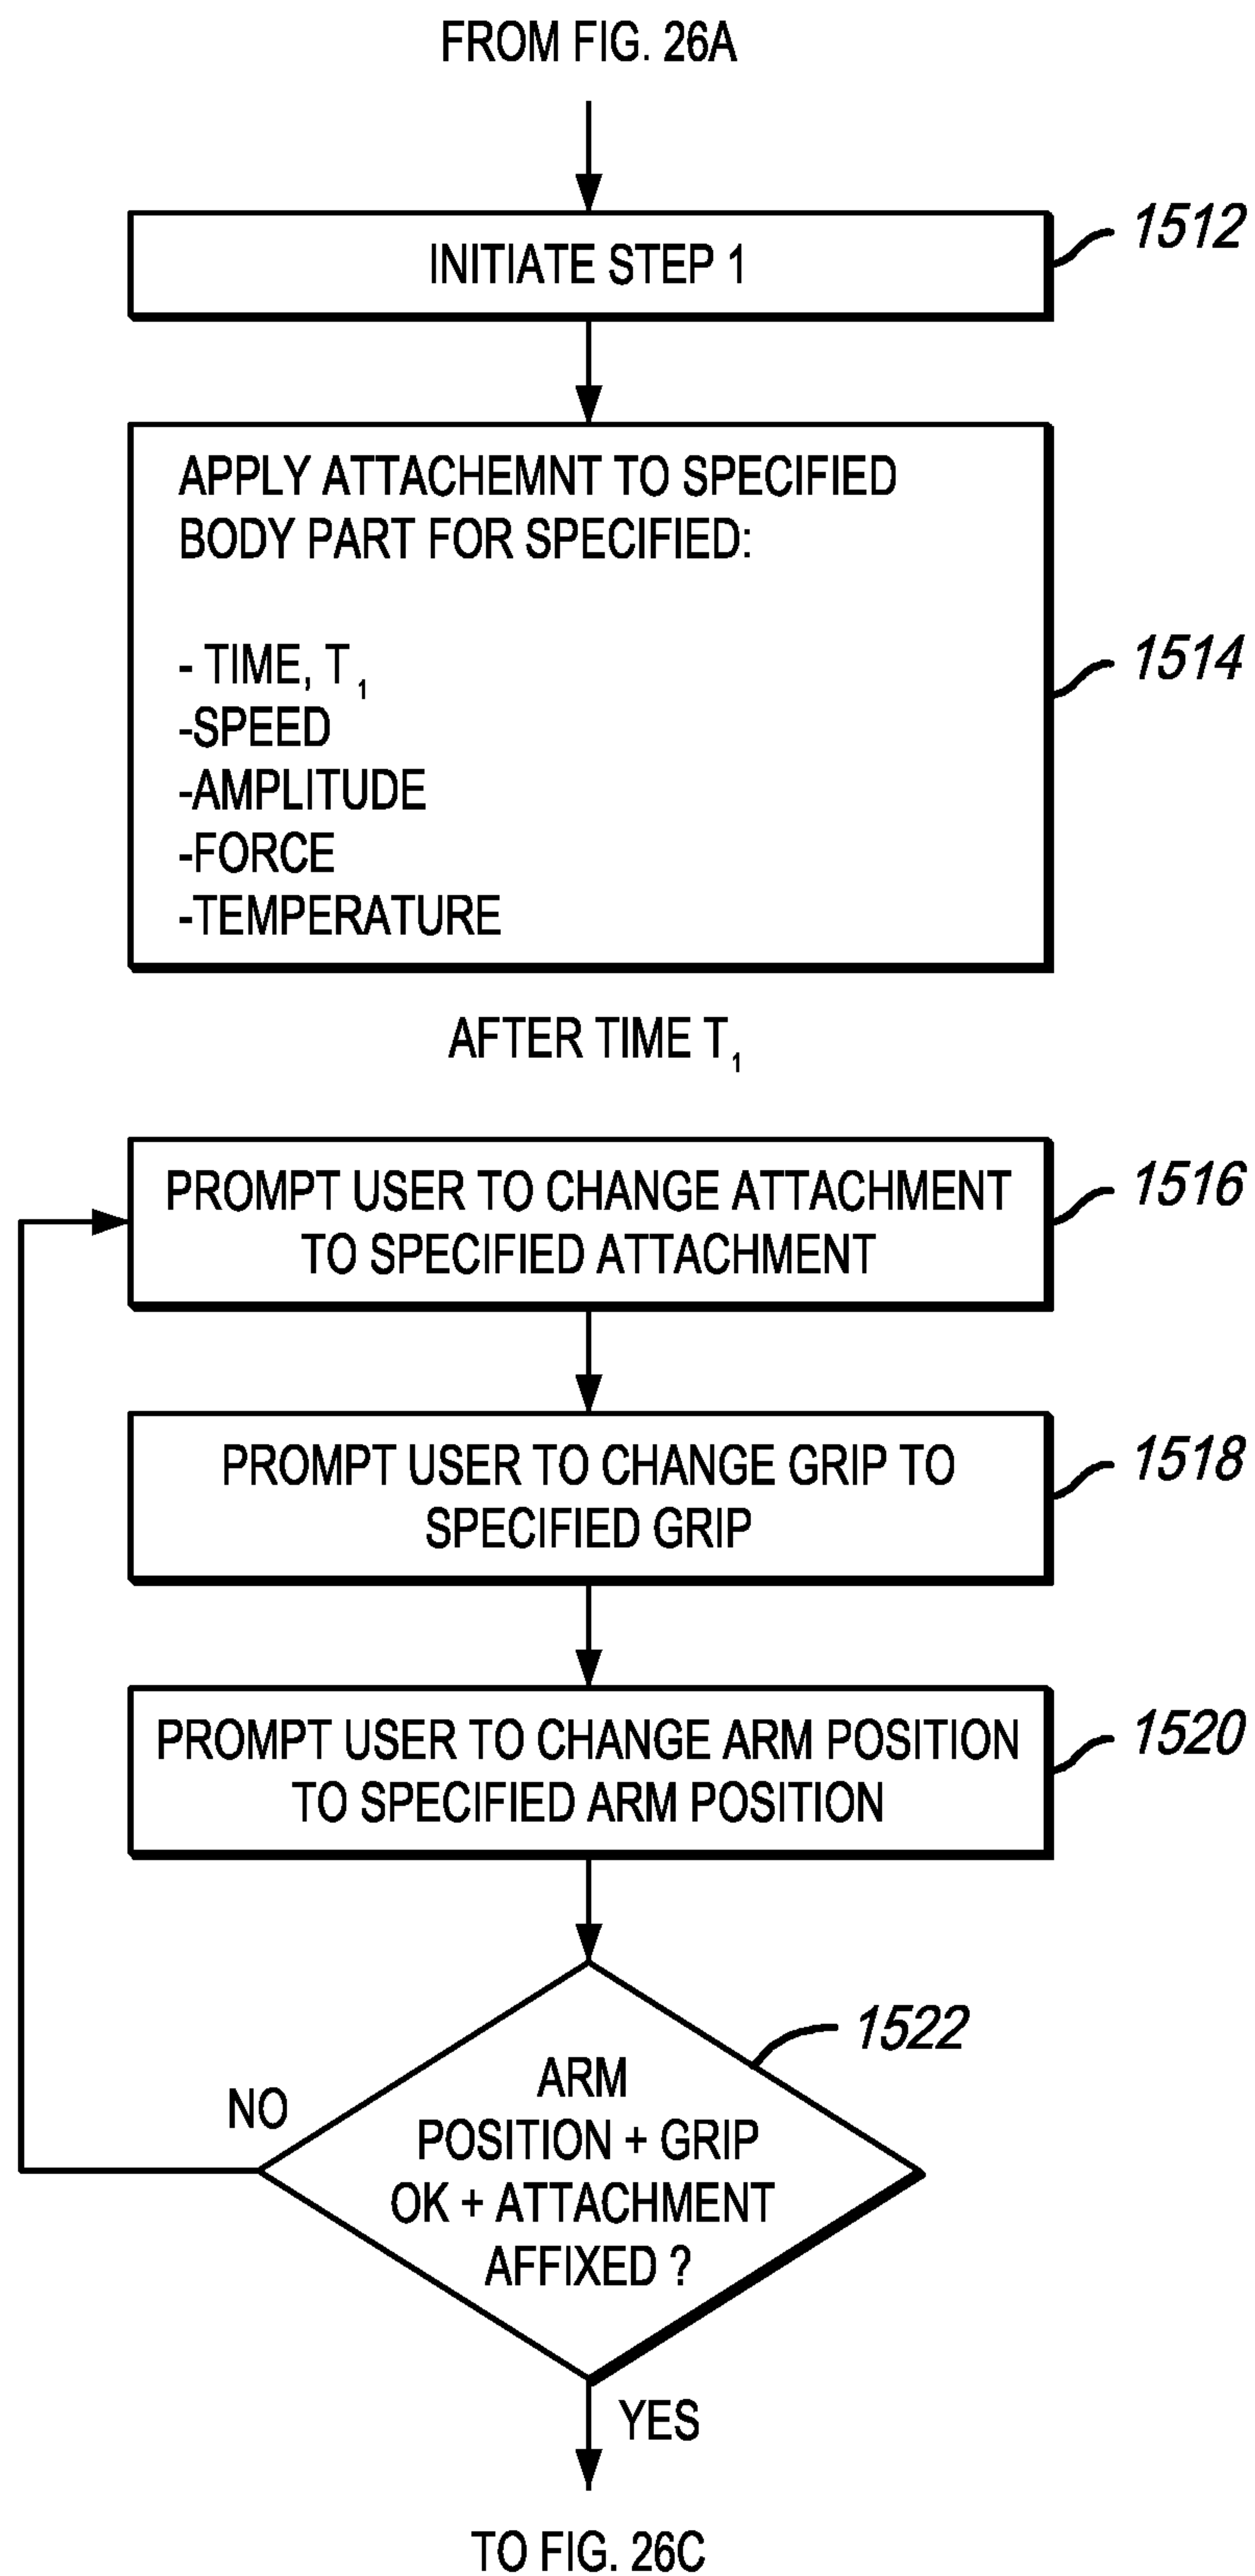 FROM FIG. 26A
INITIATE STEP 1
1512
APPLY ATTACHEMNT TO SPECIFIED
BODY PART FOR SPECIFIED:
- TIME, T₁
-SPEED
-AMPLITUDE
-FORCE
-TEMPERATURE
1514
AFTER TIME T₁
PROMPT USER TO CHANGE ATTACHMENT
TO SPECIFIED ATTACHMENT
1516
PROMPT USER TO CHANGE GRIP TO
SPECIFIED GRIP
1518
PROMPT USER TO CHANGE ARM POSITION
TO SPECIFIED ARM POSITION
1520
1522
ARM
POSITION + GRIP
OK + ATTACHMENT
AFFIXED ?
NO
YES
TO FIG. 26C